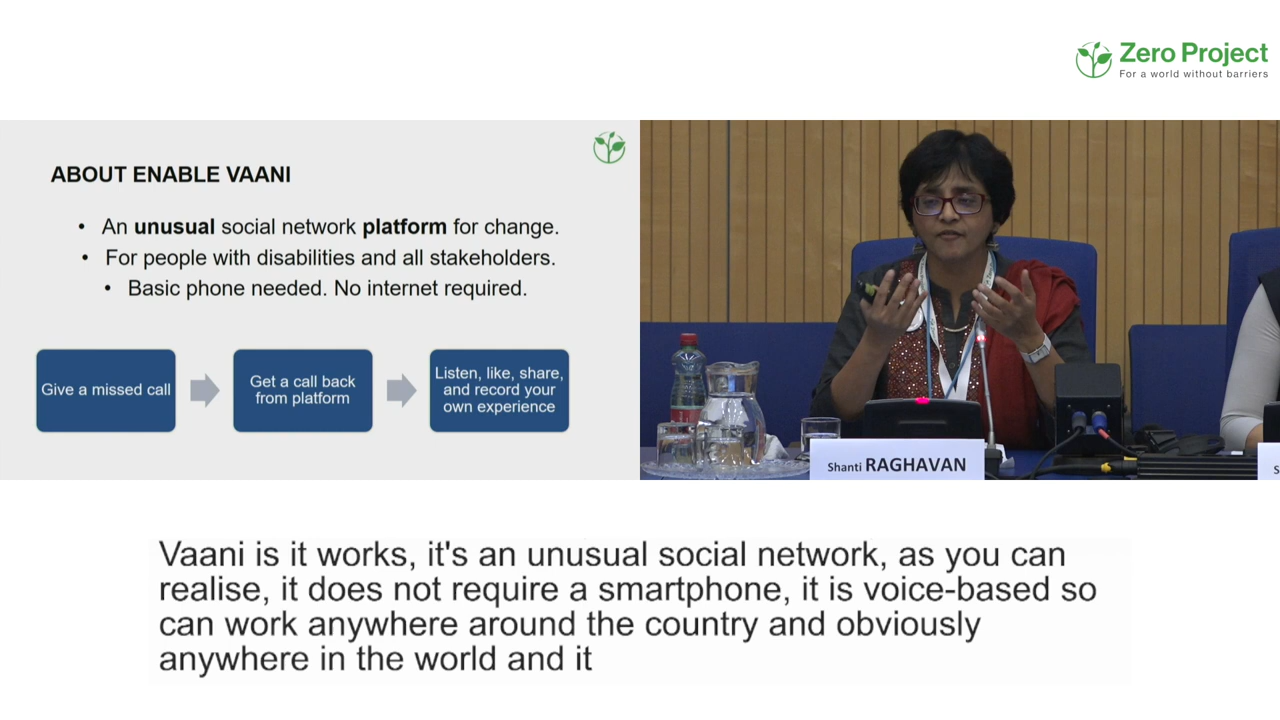 Zero Project
For a world without barriers
ABOUT ENABLE VAANI
• An unusual social network platform for change.
• For people with disabilities and all stakeholders.
• Basic phone needed. No internet required.
Give a missed call
Get a call back
from platform
Listen, like, share,
and record your
own experience
Shanti RAGHAVAN
S
Vaani is it works, it's an unusual social network, as you can
realise, it does not require a smartphone, it is voice-based so
can work anywhere around the country and obviously
anywhere in the world and it